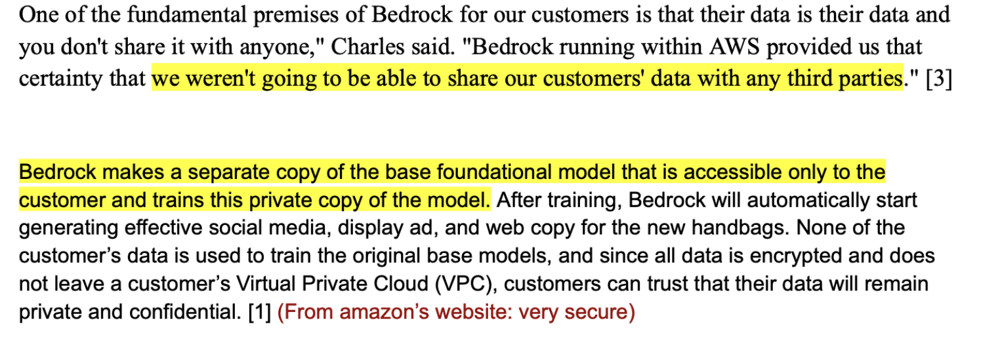 One of the fundamental premises of Bedrock for our customers is that their data is their data and
you don't share it with anyone," Charles said. "Bedrock running within AWS provided us that
certainty that we weren't going to be able to share our customers' data with any third parties." [3]
Bedrock makes a separate copy of the base foundational model that is accessible only to the
customer and trains this private copy of the model. After training, Bedrock will automatically start
generating effective social media, display ad, and web copy for the new handbags. None of the
customer’s data is used to train the original base models, and since all data is encrypted and does
not leave a customer’s Virtual Private Cloud (VPC), customers can trust that their data will remain
private and confidential. [1] (From amazon’s website: very secure)